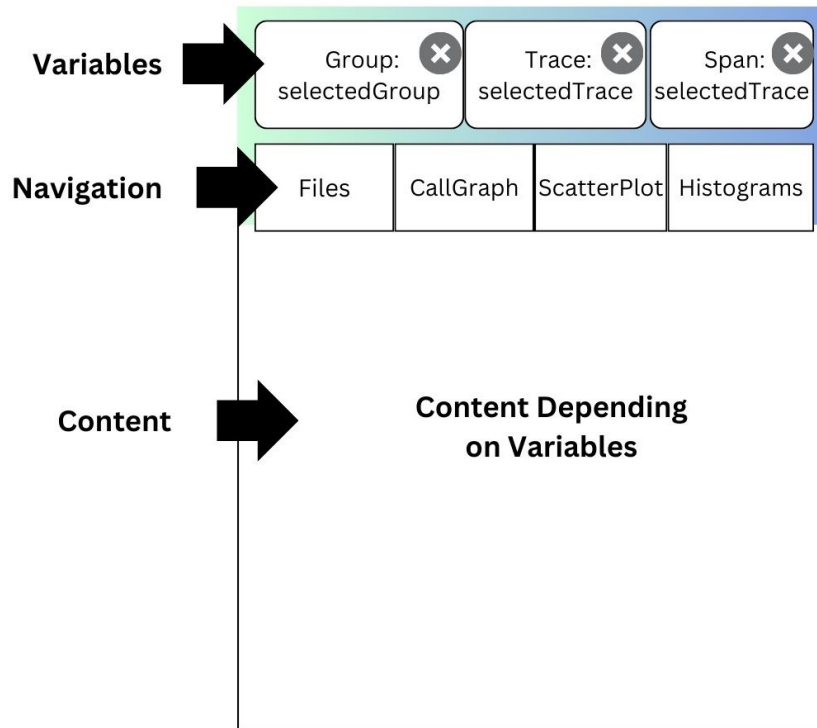 Variables
Group:
selectedGroup
Trace:
selectedTrace
Span:
selectedTrace
Navigation
Files
CallGraph
ScatterPlot
Histograms
Content
Content Depending
on Variables